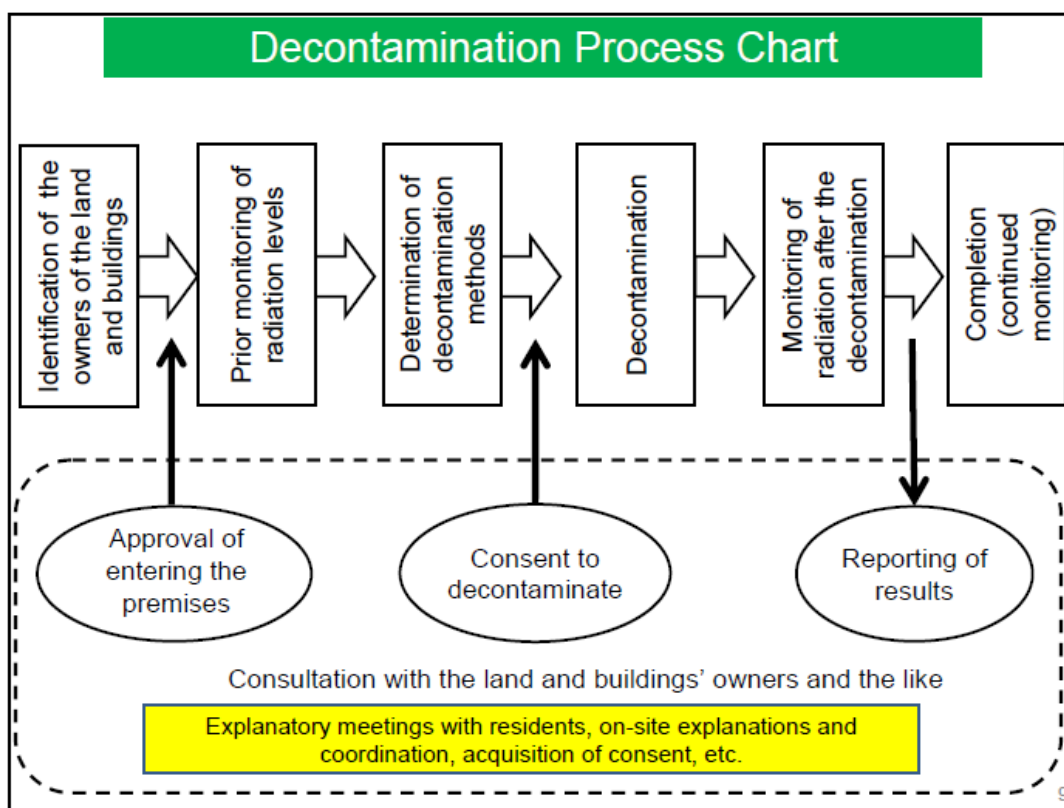 Decontamination Process Chart
Identification of the
owners of the land
and buildings
Prior monitoring of
radiation levels
Determination of
decontamination
methods
Decontamination
Monitoring of
radiation after the
decontamination
Completion
(continued
monitoring)
Approval of
entering the
premises
Consent to
decontaminate
Reporting of
results
Consultation with the land and buildings' owners and the like
Explanatory meetings with residents, on-site explanations and
coordination, acquisition of consent, etc.